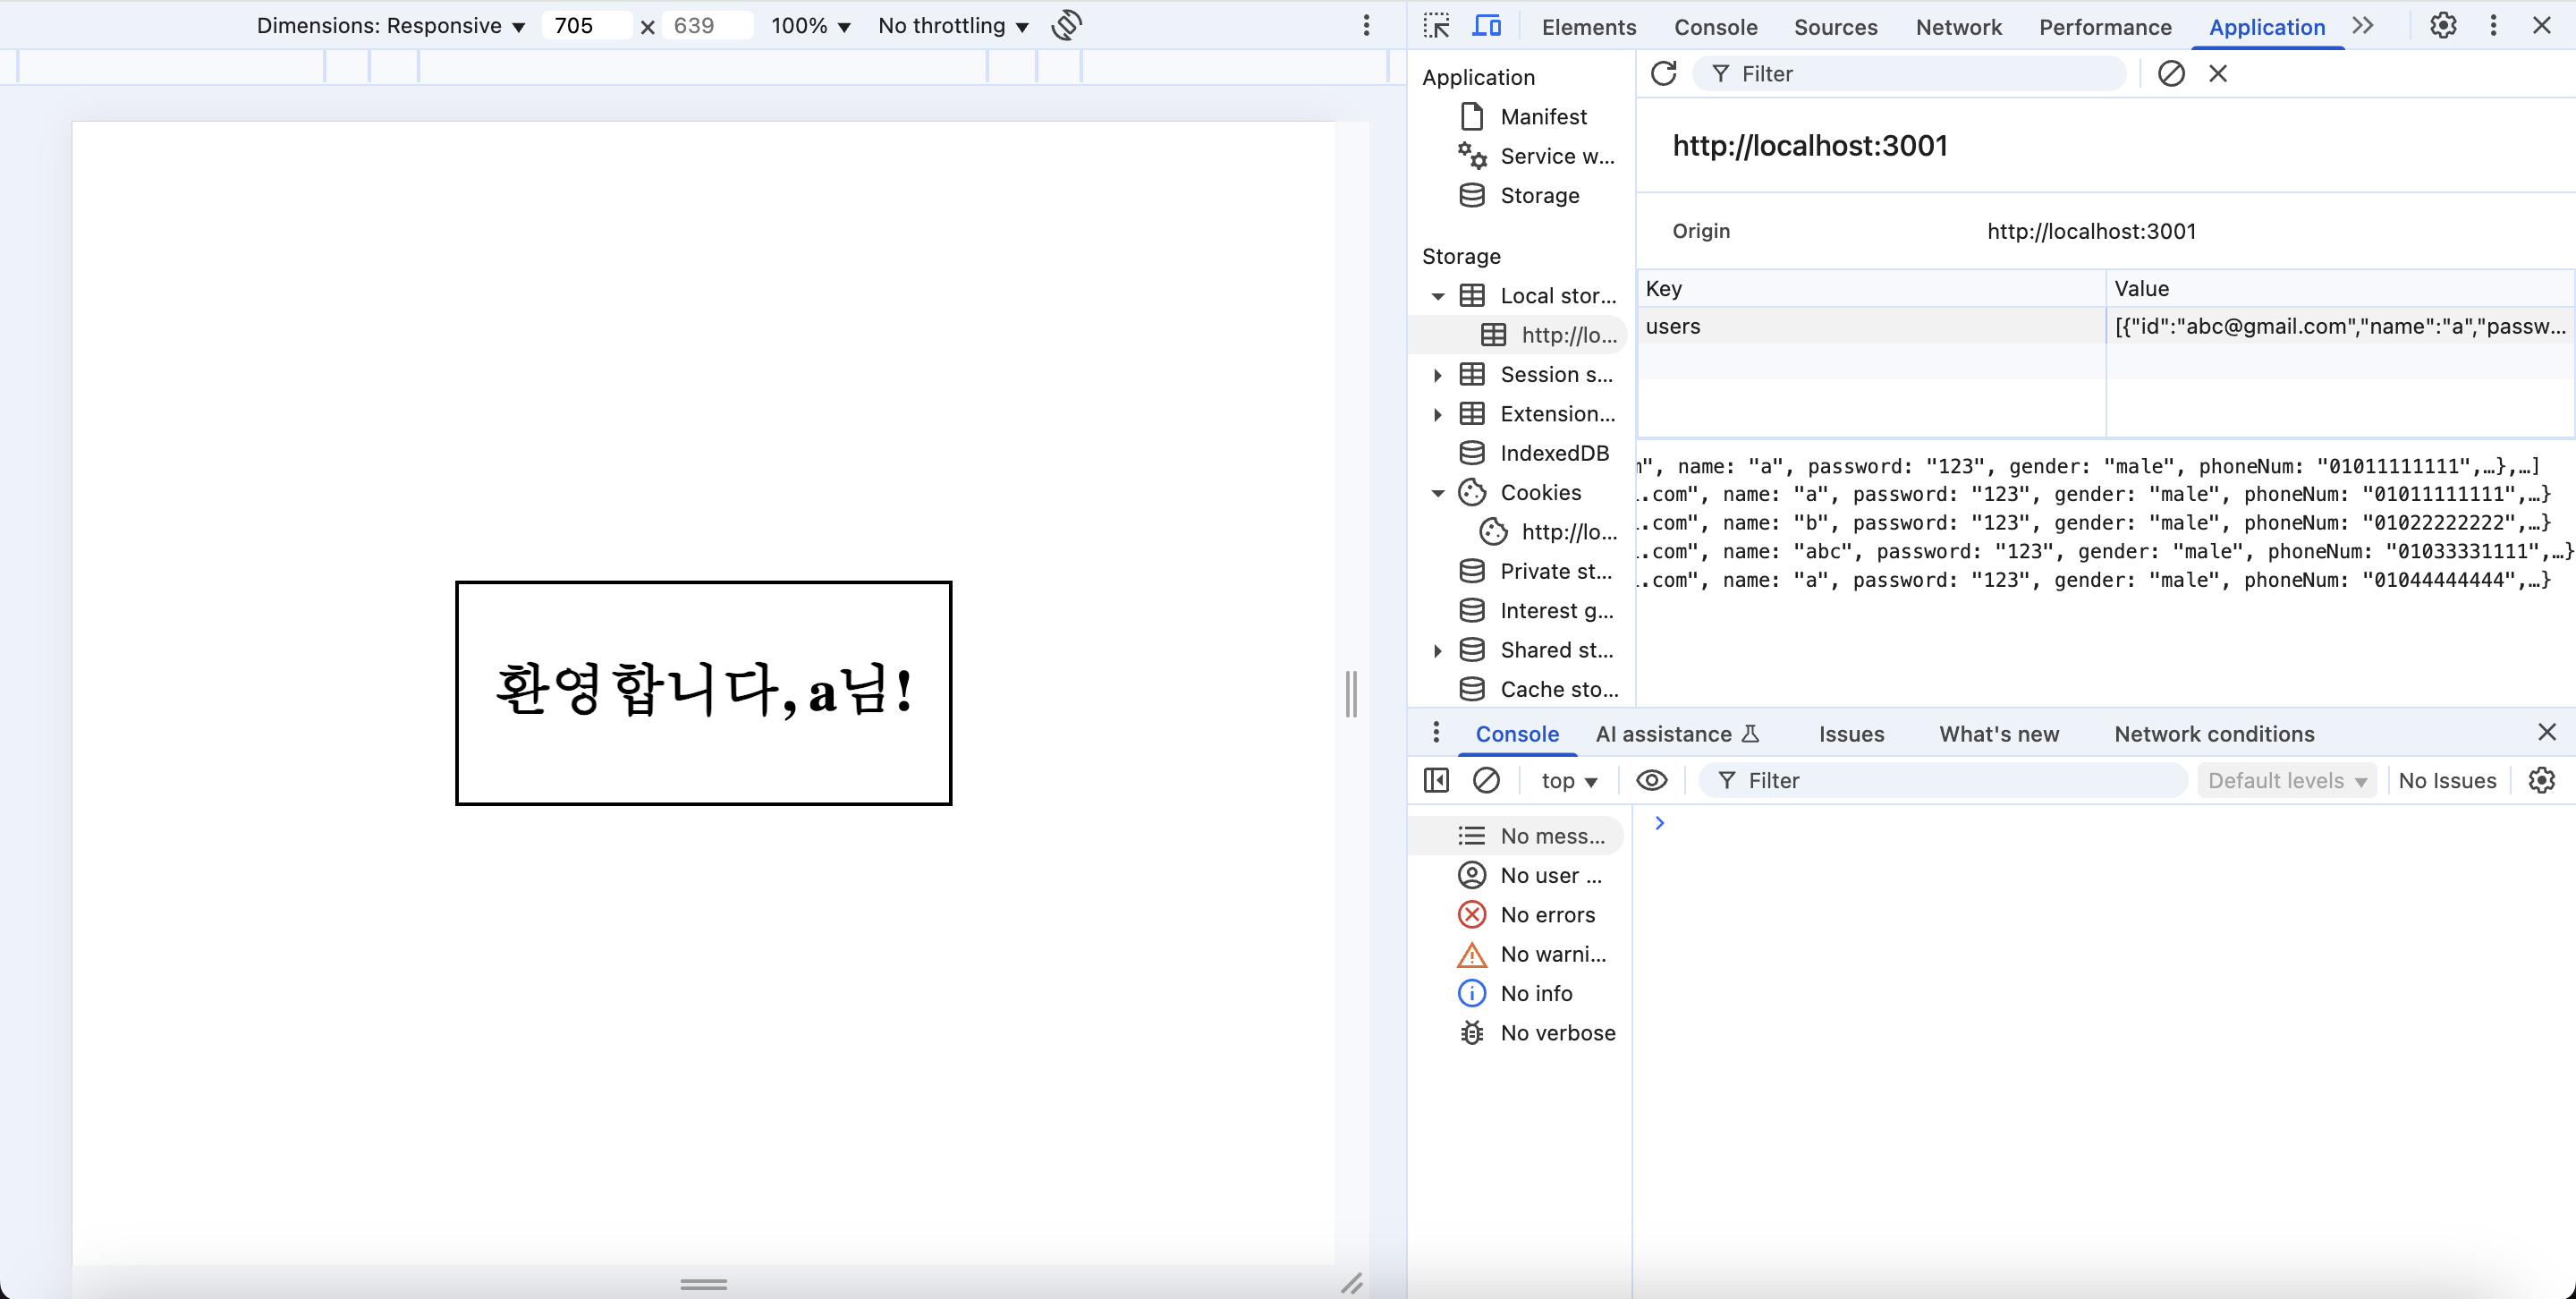 Dimensions: Responsive ▼ 705 × 639 100% ▼ No throttling ▼
환영합니다, a님!
Elements Console Sources Network Performance Application
Application
Manifest
Service w...
Storage
Storage
Local stor...
http://lo...
Session s...
Extension...
IndexedDB
Cookies
http://lo...
Private st...
Interest g...
Shared st...
Cache sto...
Filter
http://localhost:3001
Origin http://localhost:3001
Key Value
users [{"id":"abc@gmail.com","name":"a","passw...
", name: "a", password: "123", gender: "male", phoneNum: "01011111111",…},…]
.com", name: "a", password: "123", gender: "male", phoneNum: "01011111111",…}
.com", name: "b", password: "123", gender: "male", phoneNum: "01022222222",…}
.com", name: "abc", password: "123", gender: "male", phoneNum: "01033331111",…}
.com", name: "a", password: "123", gender: "male", phoneNum: "01044444444",…}
Console AI assistance Issues What's new Network conditions
top ▼ Filter Default levels ▼ No Issues
No mess...
No user ...
No errors
No warni...
No info
No verbose